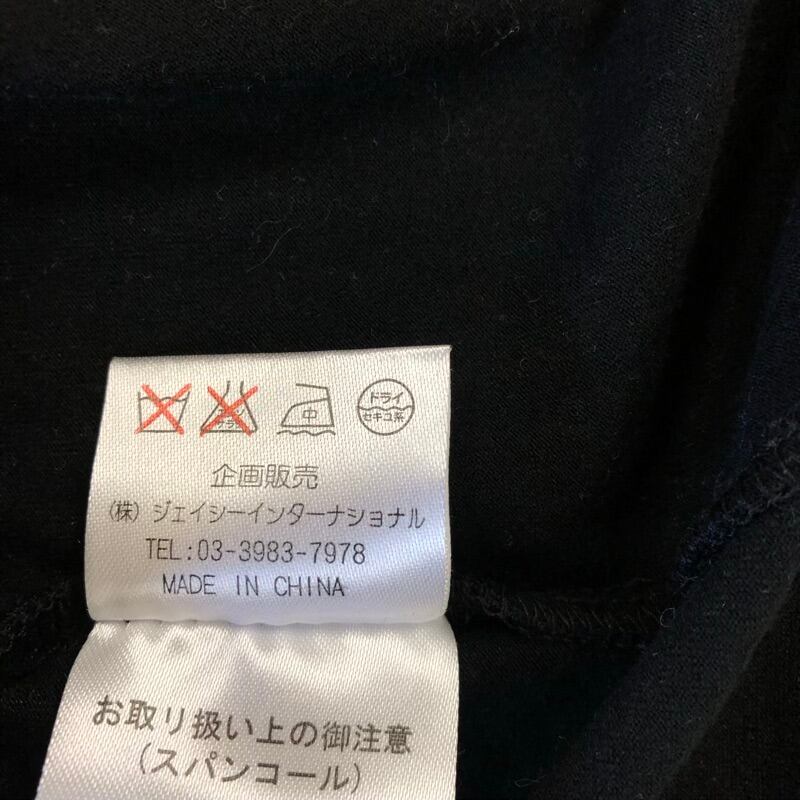 中 ドライ セキユ系
企画販売
(株) ジェイシーインターナショナル
TEL:03-3983-7978
MADE IN CHINA
お取り扱い上の御注意
(スパンコール)